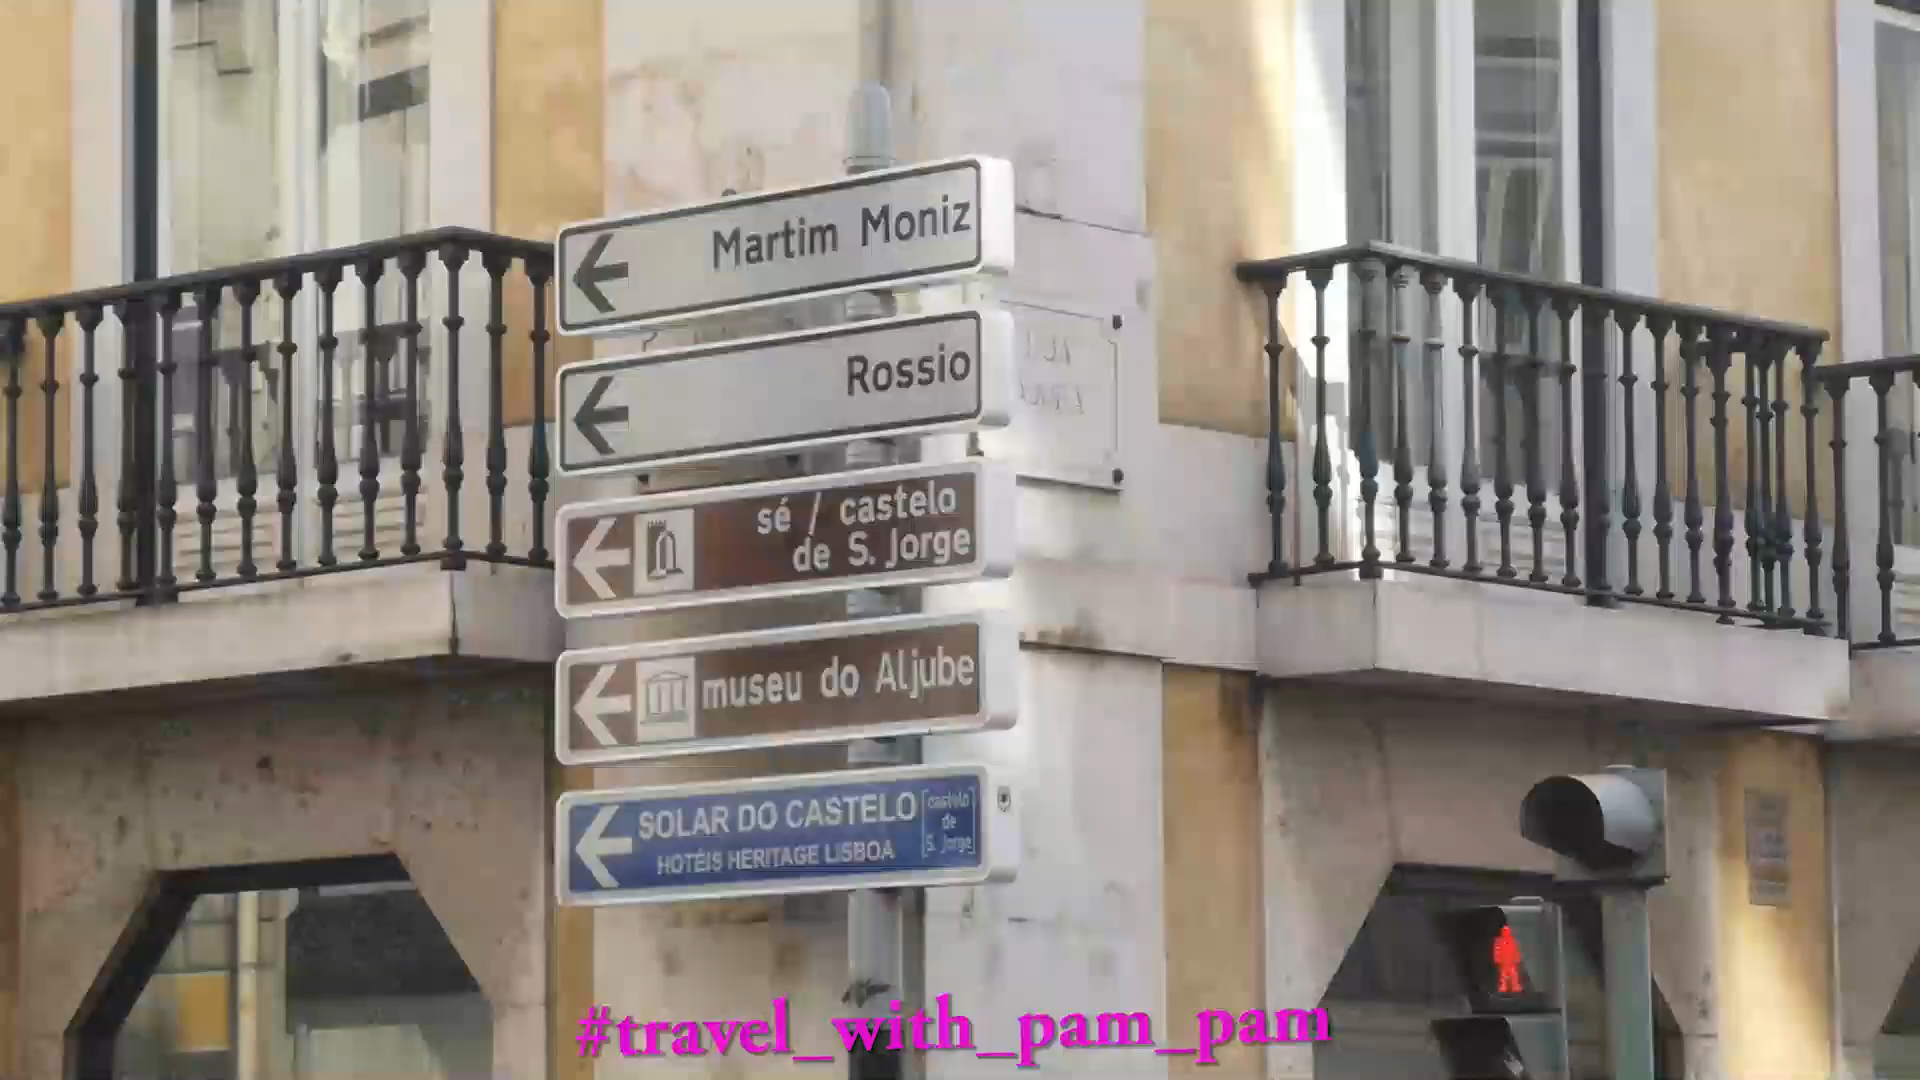 Martim Moniz
Rossio
sé / castelo
de S. Jorge
museu do Aljube
SOLAR DO CASTELO
HOTÉIS HERITAGE LISBOA
castelo
de
S. Jorge
#travel_with_pam_pam